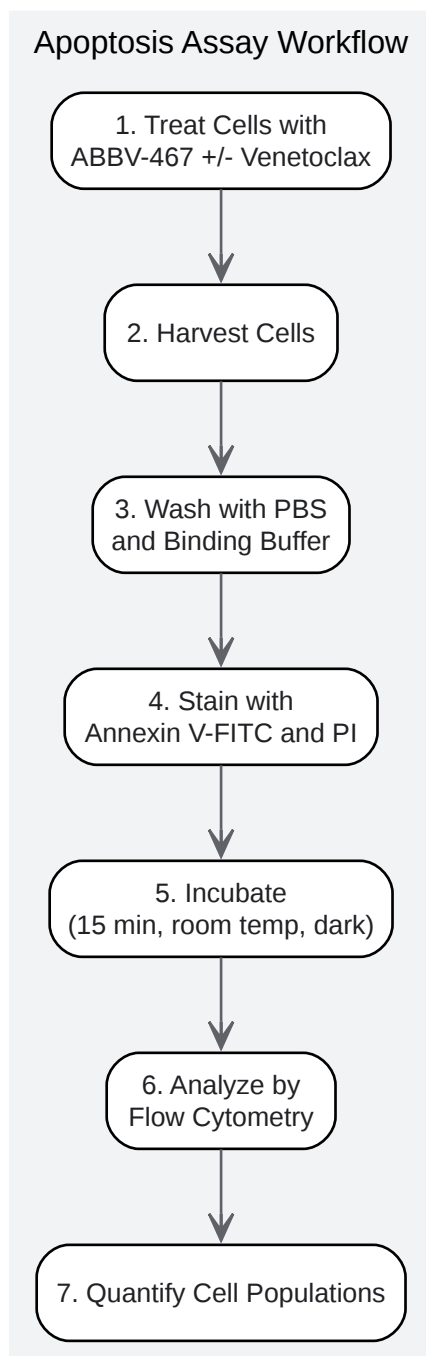 Apoptosis Assay Workflow
1. Treat Cells with
ABBV-467 +/- Venetoclax
2. Harvest Cells
3. Wash with PBS
and Binding Buffer
4. Stain with
Annexin V-FITC and PI
5. Incubate
(15 min, room temp, dark)
6. Analyze by
Flow Cytometry
7. Quantify Cell Populations